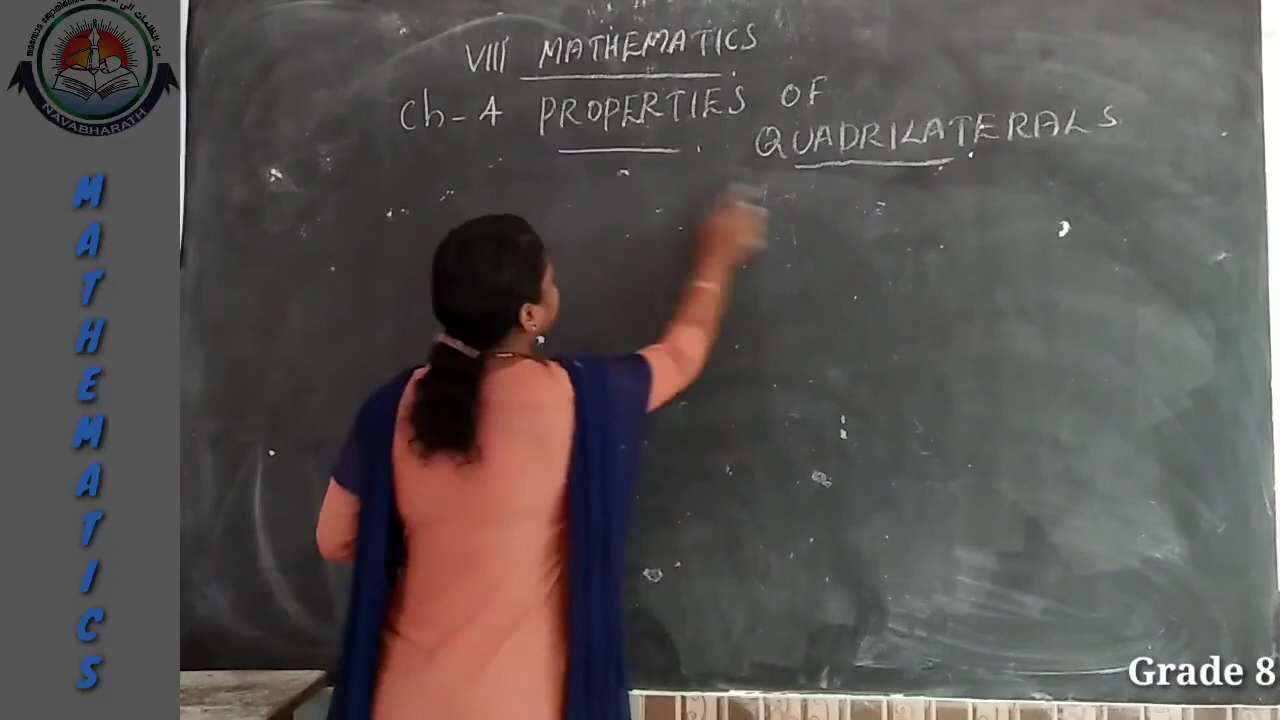 VIII MATHEMATICS
Ch-4 PROPERTIES OF
QUADRILATERALS
NAVABHARATH
MATHEMATICS
Grade 8